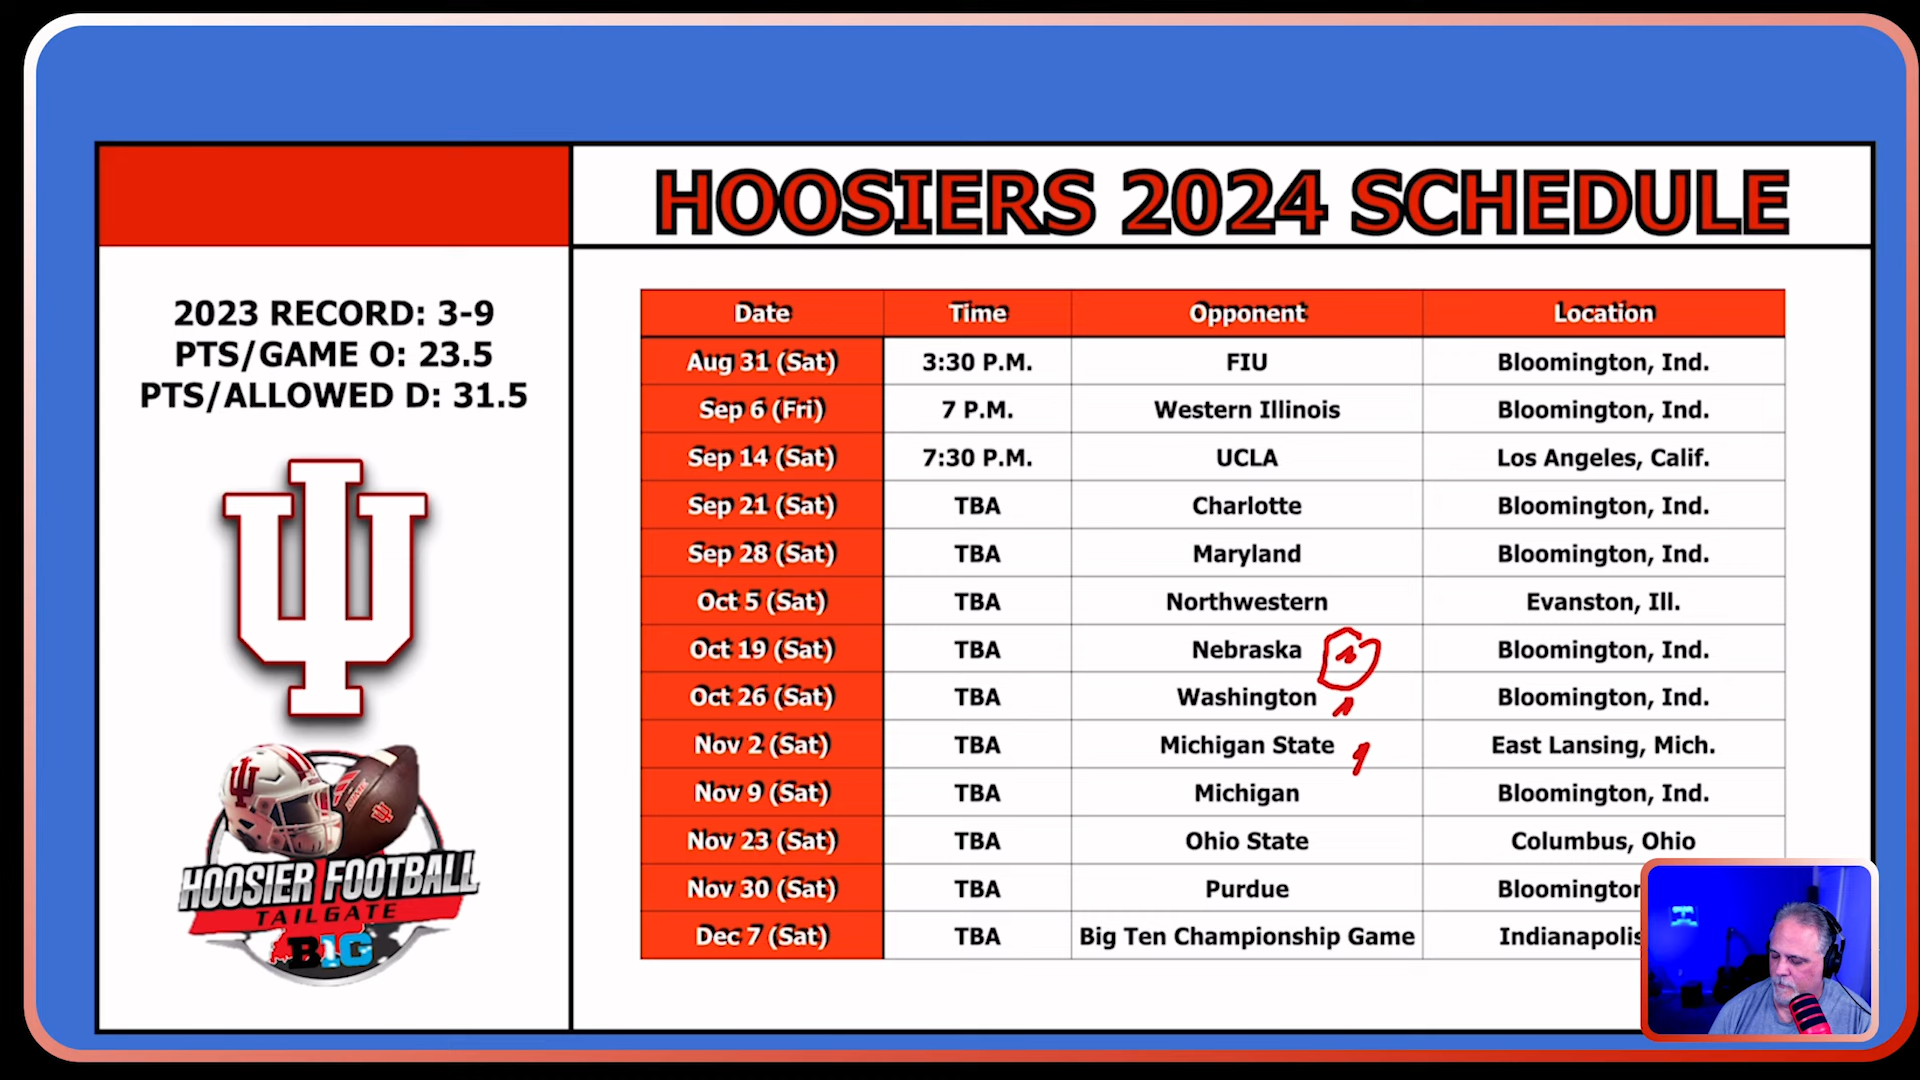 HOOSIERS 2024 SCHEDULE
2023 RECORD: 3-9
PTS/GAME O: 23.5
PTS/ALLOWED D: 31.5
HOOSIER FOOTBALL
TAILGATE
B1G
Date Time Opponent Location
Aug 31 (Sat) 3:30 P.M. FIU Bloomington, Ind.
Sep 6 (Fri) 7 P.M. Western Illinois Bloomington, Ind.
Sep 14 (Sat) 7:30 P.M. UCLA Los Angeles, Calif.
Sep 21 (Sat) TBA Charlotte Bloomington, Ind.
Sep 28 (Sat) TBA Maryland Bloomington, Ind.
Oct 5 (Sat) TBA Northwestern Evanston, Ill.
Oct 19 (Sat) TBA Nebraska Bloomington, Ind.
Oct 26 (Sat) TBA Washington Bloomington, Ind.
Nov 2 (Sat) TBA Michigan State East Lansing, Mich.
Nov 9 (Sat) TBA Michigan Bloomington, Ind.
Nov 23 (Sat) TBA Ohio State Columbus, Ohio
Nov 30 (Sat) TBA Purdue Bloomington
Dec 7 (Sat) TBA Big Ten Championship Game Indianapolis